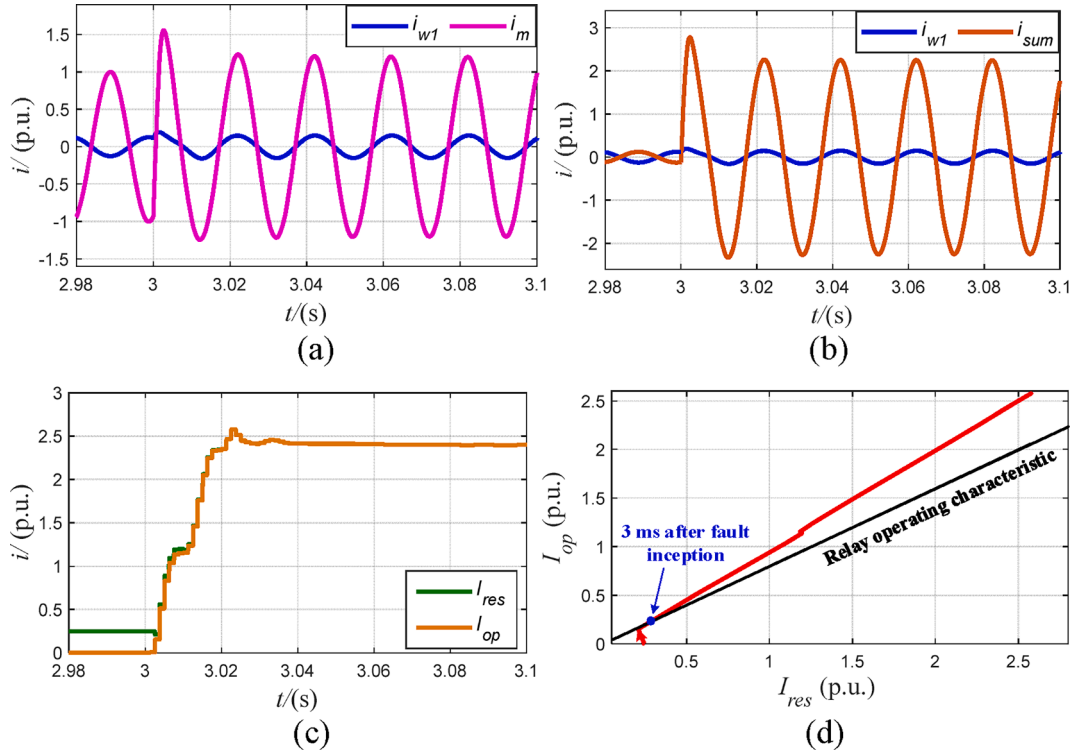 i_w1 i_m
i/(p.u.)
1.5
1
0.5
0
-0.5
-1
-1.5
2.98 3 3.02 3.04 3.06 3.08 3.1
t/(s)
(a)
i_w1 i_sum
i/(p.u.)
3
2
1
0
-1
-2
2.98 3 3.02 3.04 3.06 3.08 3.1
t/(s)
(b)
i/(p.u.)
3
2.5
2
1.5
1
0.5
0
I_res
I_op
2.98 3 3.02 3.04 3.06 3.08 3.1
t/(s)
(c)
I_op (p.u.)
2.5
2
1.5
1
0.5
0
3 ms after fault
inception
Relay operating characteristic
0.5 1 1.5 2 2.5
I_res (p.u.)
(d)